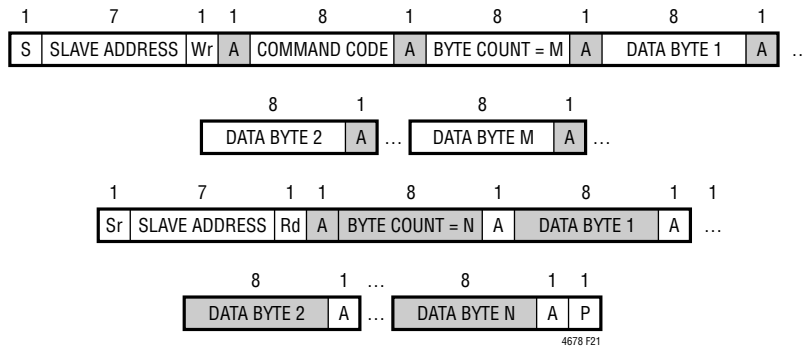 1 7 1 1 8 1 8 1 8 1
S SLAVE ADDRESS Wr A COMMAND CODE A BYTE COUNT = M A DATA BYTE 1 A ..
8 1 8 1
DATA BYTE 2 A … DATA BYTE M A …
1 7 1 1 8 1 8 1 1
Sr SLAVE ADDRESS Rd A BYTE COUNT = N A DATA BYTE 1 A …
8 1 … 8 1 1
DATA BYTE 2 A … DATA BYTE N A P
4678 F21